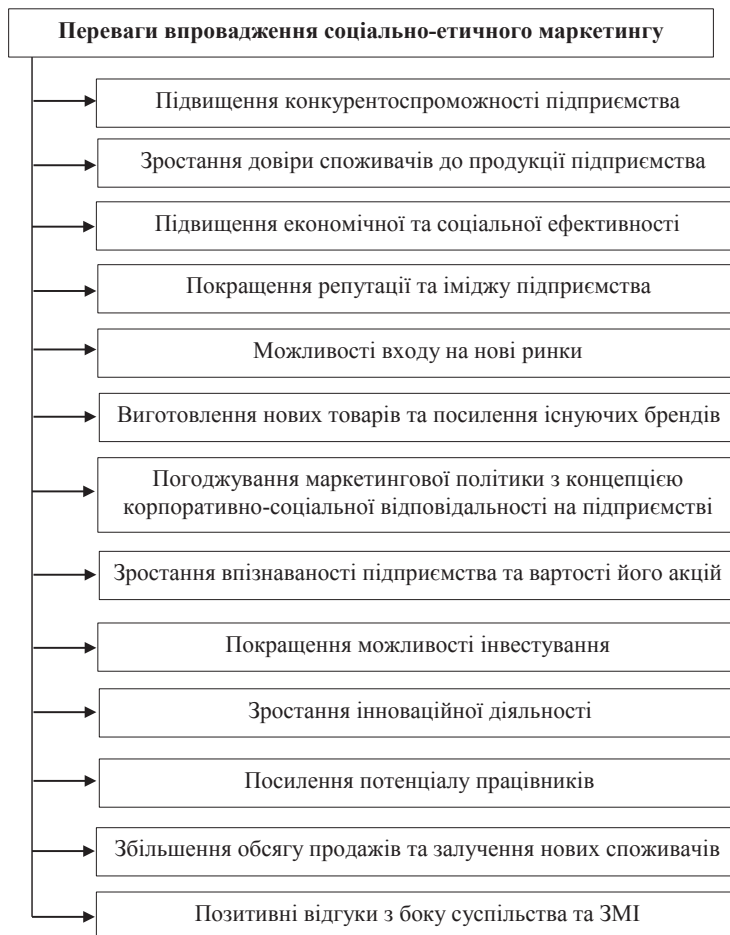 Переваги впровадження соціально-етичного маркетингу
Підвищення конкурентоспроможності підприємства
Зростання довіри споживачів до продукції підприємства
Підвищення економічної та соціальної ефективності
Покращення репутації та іміджу підприємства
Можливості входу на нові ринки
Виготовлення нових товарів та посилення існуючих брендів
Погоджування маркетингової політики з концепцією
корпоративно-соціальної відповідальності на підприємстві
Зростання впізнаваності підприємства та вартості його акцій
Покращення можливості інвестування
Зростання інноваційної діяльності
Посилення потенціалу працівників
Збільшення обсягу продажів та залучення нових споживачів
Позитивні відгуки з боку суспільства та ЗМІ